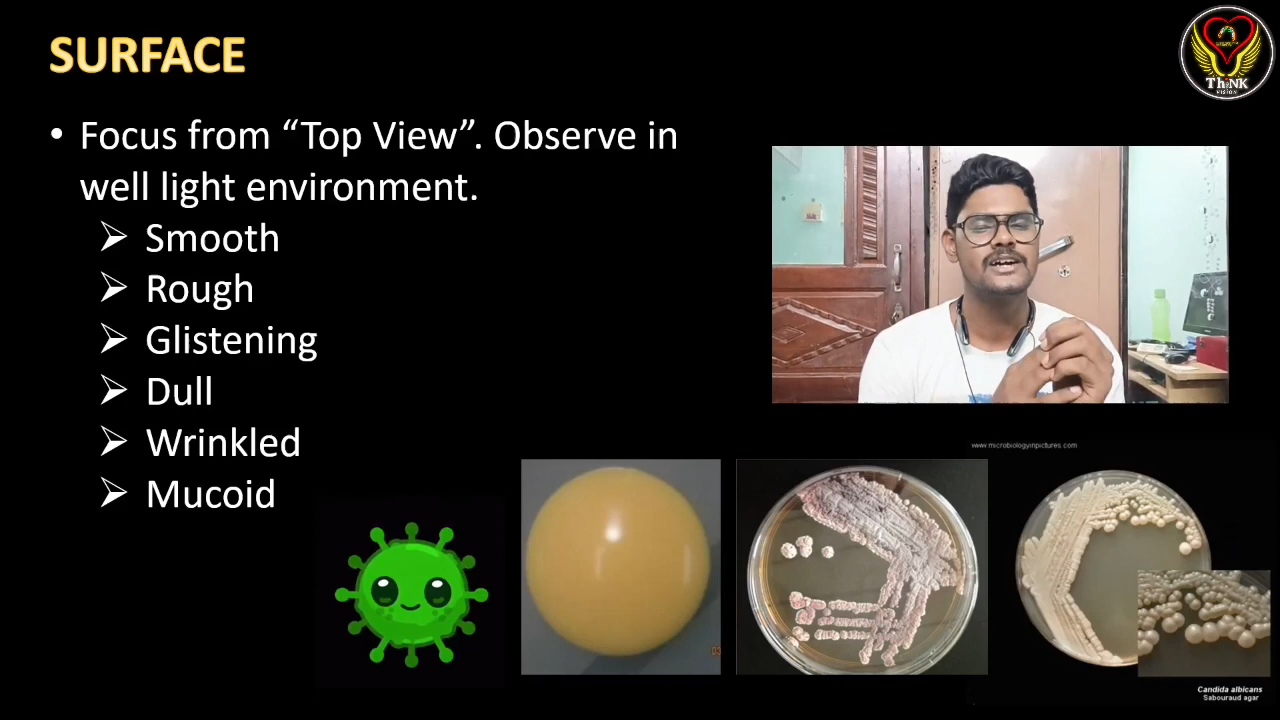 SURFACE
• Focus from “Top View”. Observe in
well light environment.
➢ Smooth
➢ Rough
➢ Glistening
➢ Dull
➢ Wrinkled
➢ Mucoid
ThiNK
VISION
www.microbiologyinpictures.com
Candida albicans
Sabouraud agar